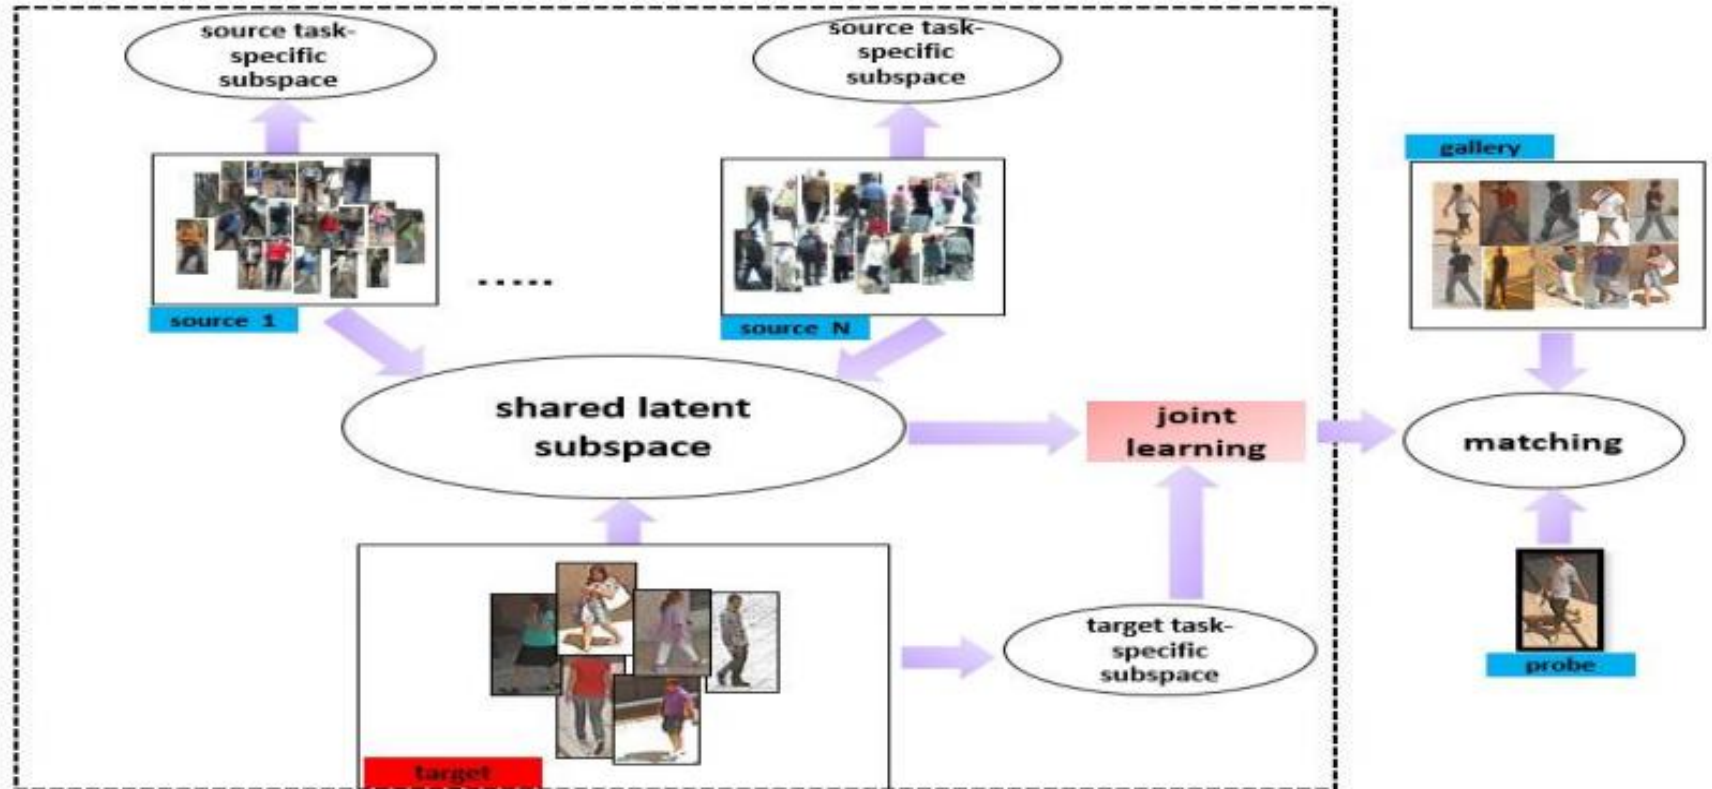 source task-
specific
subspace
source task-
specific
subspace
gallery
source 1
.....
source N
shared latent
subspace
joint
learning
matching
target task-
specific
subspace
probe
target